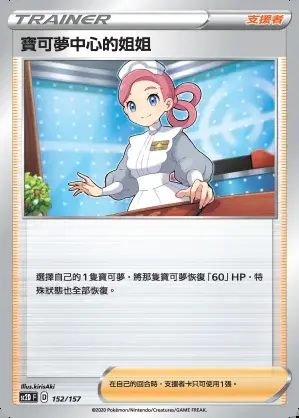 TRAINER
支援者
寶可夢中心的姐姐
選擇自己的1隻寶可夢,將那隻寶可夢恢復「60」HP,特
殊狀態也全部恢復。
Illus.kirisAki
D 152/157
在自己的回合時,支援者卡只可使用1張。
©2020 Pokémon/Nintendo/Creatures/GAME FREAK.